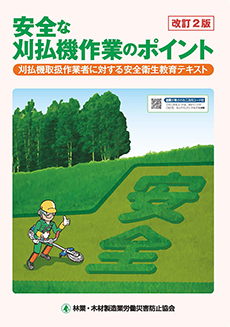 改訂2版
安全な
刈払機作業のポイント
刈払機取扱作業者に対する安全衛生教育テキスト
安全
林業・木材製造業労働災害防止協会